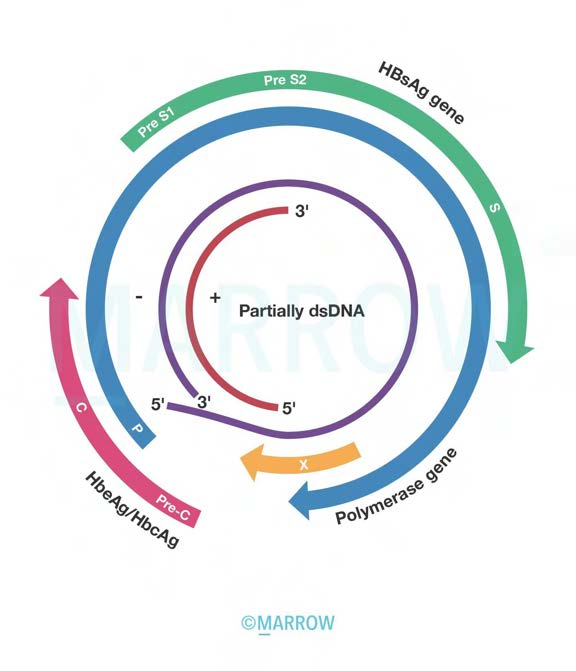 HBsAg gene
Pre S1
Pre S2
S
3'
-
+
Partially dsDNA
5'
3'
5'
C
P
X
HbeAg/HbcAg
Pre-C
Polymerase gene
MARROW
©MARROW